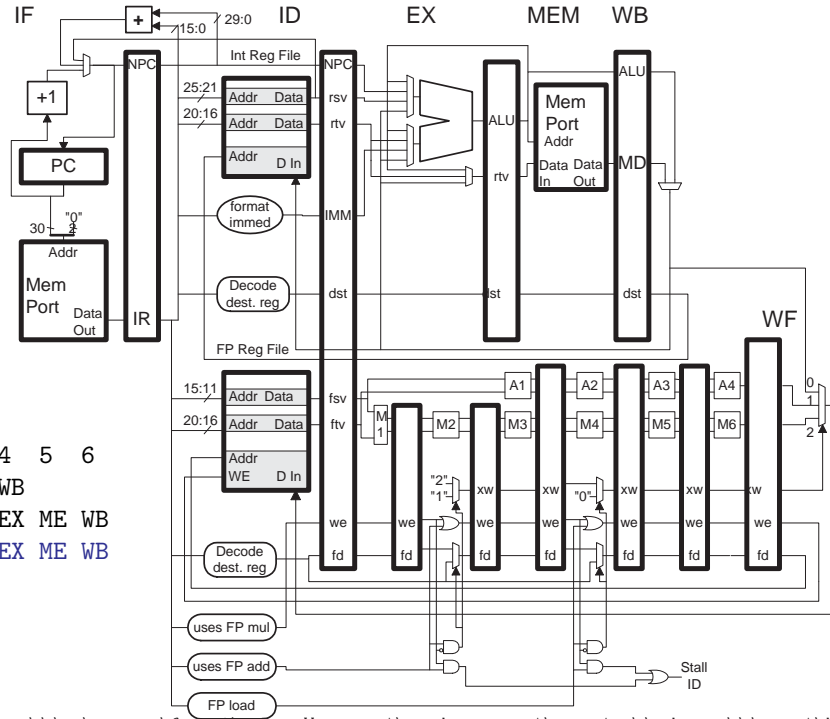 IF ID EX MEM WB
+
15:0
29:0
Int Reg File
+1
PC
30
"0"
2
Addr
Mem
Port
Data
Out
NPC
IR
25:21
20:16
Addr Data
Addr Data
Addr
D In
format
immed
Decode
dest. reg
NPC
rsv
rtv
IMM
dst
ALU
rtv
dst
Mem
Port
Addr
Data
In
Data
Out
ALU
MD
dst
WF
FP Reg File
15:11
20:16
Addr Data
Addr Data
Addr
WE D In
Decode
dest. reg
uses FP mul
uses FP add
FP load
fsv
ftv
we
fd
M
1
M2
we
fd
"2"
"1"
xw
we
fd
A1
M3
xw
we
fd
A2
M4
"0"
xw
we
fd
A3
M5
xw
we
fd
A4
M6
xw
we
fd
0
1
2
Stall
ID
4 5 6
WB
EX ME WB
EX ME WB